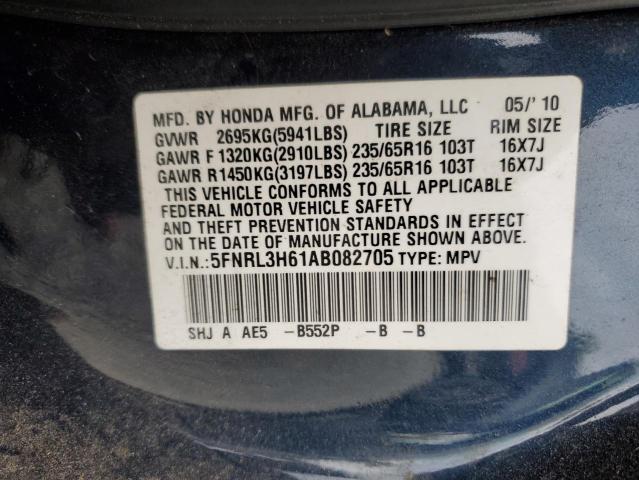 MFD. BY HONDA MFG. OF ALABAMA, LLC 05/' 10
GVWR 2695KG(5941LBS) TIRE SIZE RIM SIZE
GAWR F 1320KG(2910LBS) 235/65R16 103T 16X7J
GAWR R1450KG(3197LBS) 235/65R16 103T 16X7J
THIS VEHICLE CONFORMS TO ALL APPLICABLE
FEDERAL MOTOR VEHICLE SAFETY
AND THEFT PREVENTION STANDARDS IN EFFECT
ON THE DATE OF MANUFACTURE SHOWN ABOVE.
V.I.N.: 5FNRL3H61AB082705 TYPE: MPV
SHJ A AE5 -B552P -B -B